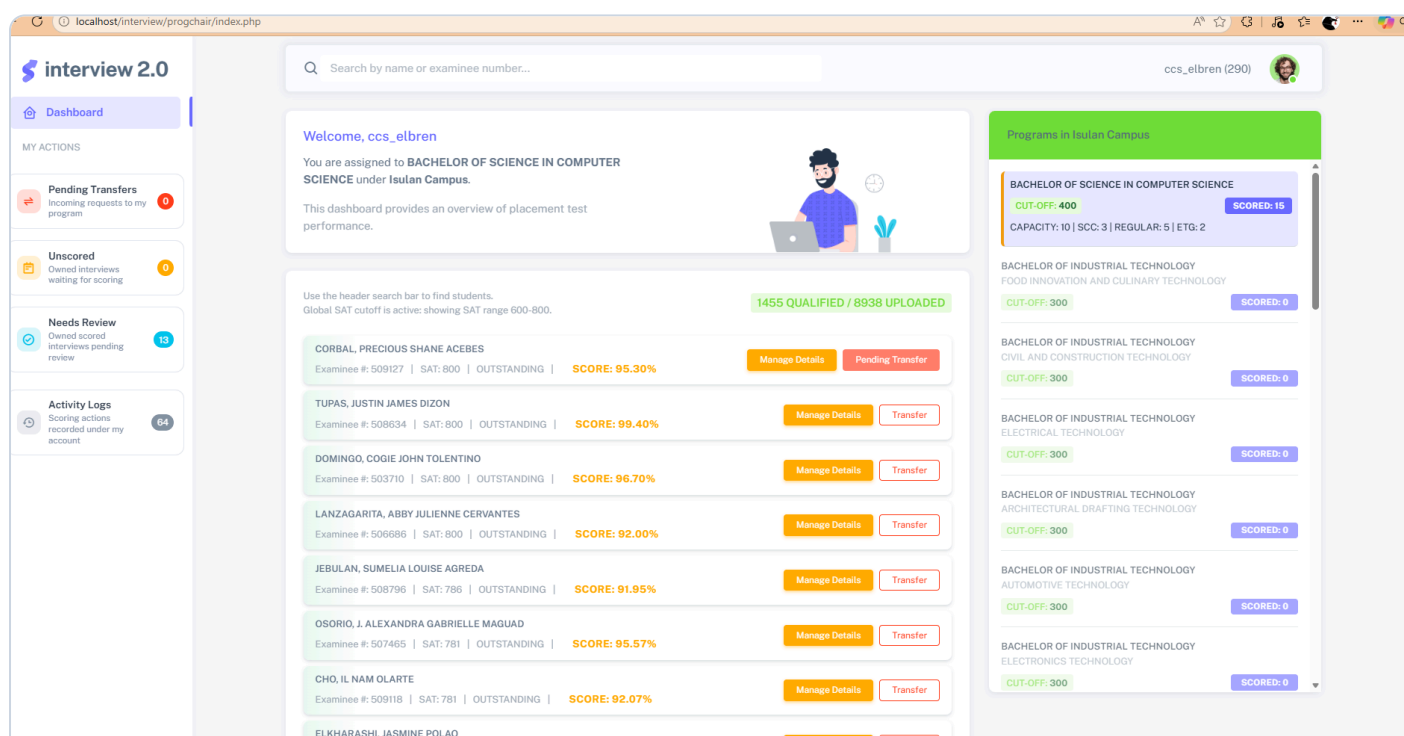 localhost/interview/progchair/index.php
interview 2.0
Dashboard
MY ACTIONS
Pending Transfers
Incoming requests to my
program
0
Unscored
Owned interviews
waiting for scoring
0
Needs Review
Owned scored
interviews pending
review
13
Activity Logs
Scoring actions
recorded under my
account
64
Search by name or examinee number...
ccs_elbren (290)
Welcome, ccs_elbren
You are assigned to BACHELOR OF SCIENCE IN COMPUTER
SCIENCE under Isulan Campus.
This dashboard provides an overview of placement test
performance.
Use the header search bar to find students.
Global SAT cutoff is active: showing SAT range 600-800.
1455 QUALIFIED / 8938 UPLOADED
CORBAL, PRECIOUS SHANE ACEBES
Examinee #: 509127 | SAT: 800 | OUTSTANDING | SCORE: 95.30%
Manage Details Pending Transfer
TUPAS, JUSTIN JAMES DIZON
Examinee #: 508634 | SAT: 800 | OUTSTANDING | SCORE: 99.40%
Manage Details Transfer
DOMINGO, COGIE JOHN TOLENTINO
Examinee #: 503710 | SAT: 800 | OUTSTANDING | SCORE: 96.70%
Manage Details Transfer
LANZAGARITA, ABBY JULIENNE CERVANTES
Examinee #: 506686 | SAT: 800 | OUTSTANDING | SCORE: 92.00%
Manage Details Transfer
JEBULAN, SUMELIA LOUISE AGREDA
Examinee #: 508796 | SAT: 786 | OUTSTANDING | SCORE: 91.95%
Manage Details Transfer
OSORIO, J. ALEXANDRA GABRIELLE MAGUAD
Examinee #: 507465 | SAT: 781 | OUTSTANDING | SCORE: 95.57%
Manage Details Transfer
CHO, IL NAM OLARTE
Examinee #: 509118 | SAT: 781 | OUTSTANDING | SCORE: 92.07%
Manage Details Transfer
ELKHARASHI, JASMINE POLAO
Programs in Isulan Campus
BACHELOR OF SCIENCE IN COMPUTER SCIENCE
CUT-OFF: 400 SCORED: 15
CAPACITY: 10 | SCC: 3 | REGULAR: 5 | ETG: 2
BACHELOR OF INDUSTRIAL TECHNOLOGY
FOOD INNOVATION AND CULINARY TECHNOLOGY
CUT-OFF: 300 SCORED: 0
BACHELOR OF INDUSTRIAL TECHNOLOGY
CIVIL AND CONSTRUCTION TECHNOLOGY
CUT-OFF: 300 SCORED: 0
BACHELOR OF INDUSTRIAL TECHNOLOGY
ELECTRICAL TECHNOLOGY
CUT-OFF: 300 SCORED: 0
BACHELOR OF INDUSTRIAL TECHNOLOGY
ARCHITECTURAL DRAFTING TECHNOLOGY
CUT-OFF: 300 SCORED: 0
BACHELOR OF INDUSTRIAL TECHNOLOGY
AUTOMOTIVE TECHNOLOGY
CUT-OFF: 300 SCORED: 0
BACHELOR OF INDUSTRIAL TECHNOLOGY
ELECTRONICS TECHNOLOGY
CUT-OFF: 300 SCORED: 0